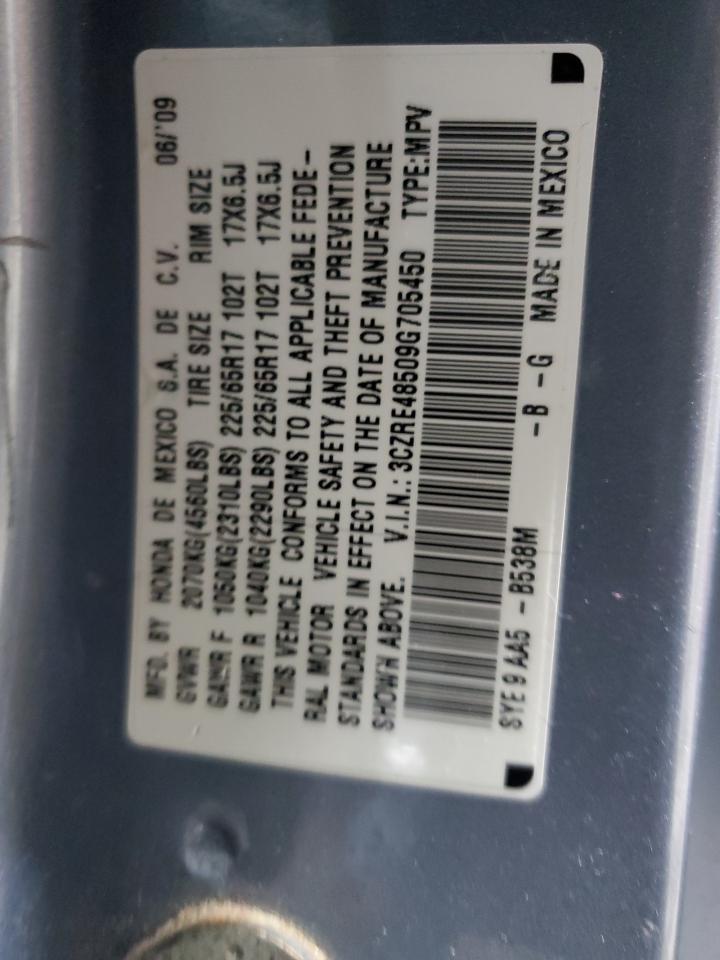 MFD. BY HONDA DE MEXICO S.A. DE C.V. 06/'09
GVWR 2070KG(4560LBS) TIRE SIZE RIM SIZE
GAWR F 1050KG(2310LBS) 225/65R17 102T 17X6.5J
GAWR R 1040KG(2290LBS) 225/65R17 102T 17X6.5J
THIS VEHICLE CONFORMS TO ALL APPLICABLE FEDE-
RAL MOTOR VEHICLE SAFETY AND THEFT PREVENTION
STANDARDS IN EFFECT ON THE DATE OF MANUFACTURE
SHOWN ABOVE. V.I.N.: 3CZRE48509G705450 TYPE:MPV
SYE 9 AA5 -B538M -B -G MADE IN MEXICO